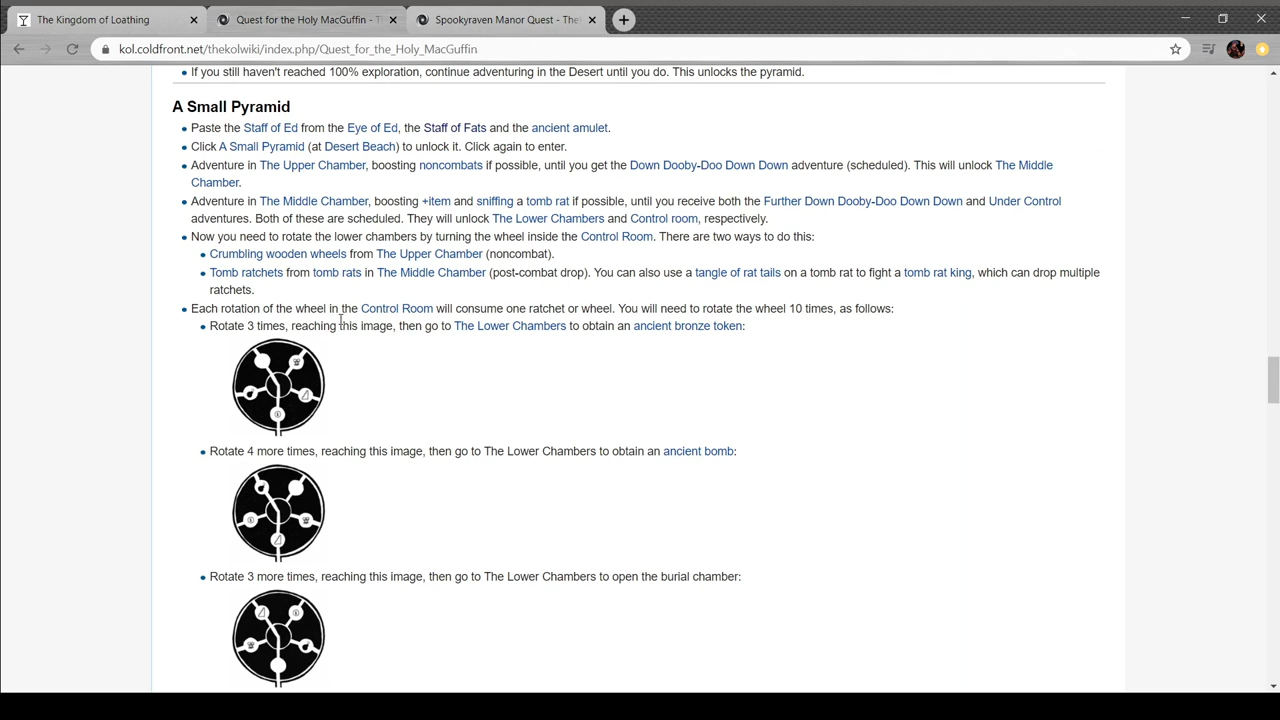 The Kingdom of Loathing
Quest for the Holy MacGuffin - T
Spookyraven Manor Quest - The
kol.coldfront.net/thekolwiki/index.php/Quest_for_the_Holy_MacGuffin
If you still haven't reached 100% exploration, continue adventuring in the Desert until you do. This unlocks the pyramid.
A Small Pyramid
Paste the Staff of Ed from the Eye of Ed, the Staff of Fats and the ancient amulet.
Click A Small Pyramid (at Desert Beach) to unlock it. Click again to enter.
Adventure in The Upper Chamber, boosting noncombats if possible, until you get the Down Dooby-Doo Down Down adventure (scheduled). This will unlock The Middle
Chamber.
Adventure in The Middle Chamber, boosting +item and sniffing a tomb rat if possible, until you receive both the Further Down Dooby-Doo Down Down and Under Control
adventures. Both of these are scheduled. They will unlock The Lower Chambers and Control room, respectively.
Now you need to rotate the lower chambers by turning the wheel inside the Control Room. There are two ways to do this:
Crumbling wooden wheels from The Upper Chamber (noncombat).
Tomb ratchets from tomb rats in The Middle Chamber (post-combat drop). You can also use a tangle of rat tails on a tomb rat to fight a tomb rat king, which can drop multiple
ratchets.
Each rotation of the wheel in the Control Room will consume one ratchet or wheel. You will need to rotate the wheel 10 times, as follows:
Rotate 3 times, reaching this image, then go to The Lower Chambers to obtain an ancient bronze token:
Rotate 4 more times, reaching this image, then go to The Lower Chambers to obtain an ancient bomb:
Rotate 3 more times, reaching this image, then go to The Lower Chambers to open the burial chamber: